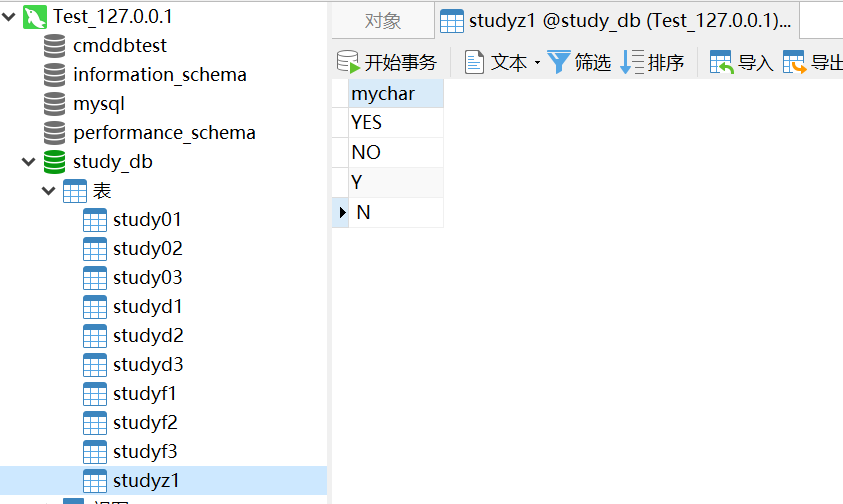 Test_127.0.0.1
cmddbtest
information_schema
mysql
performance_schema
study_db
表
study01
study02
study03
studyd1
studyd2
studyd3
studyf1
studyf2
studyf3
studyz1
对象
studyz1 @study_db (Test_127.0.0.1)...
开始事务 文本 筛选 排序 导入 导出
mychar
YES
NO
Y
N